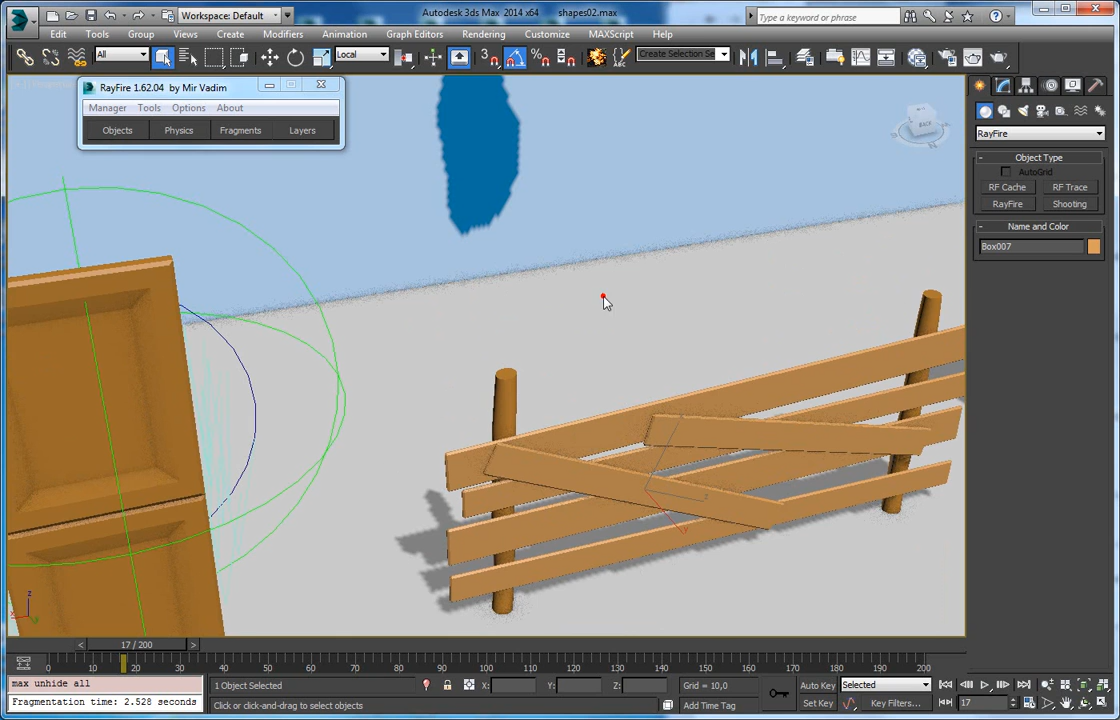 Workspace: Default
Autodesk 3ds Max 2014 x64 shapes02.max
Type a keyword or phrase
Edit Tools Group Views Create Modifiers Animation Graph Editors Rendering Customize MAXScript Help
All
Local
Create Selection Se
RayFire 1.62.04 by Mir Vadim
Manager Tools Options About
Objects Physics Fragments Layers
BACK
RayFire
Object Type
AutoGrid
RF Cache RF Trace
RayFire Shooting
Name and Color
Box007
z
17 / 200
0 10 20 30 40 50 60 70 80 90 100 110 120 130 140 150 160 170 180 190 200
max unhide all
Fragmentation time: 2.528 seconds
1 Object Selected
X: Y: Z: Grid = 10,0
Click or click-and-drag to select objects
Add Time Tag
Auto Key Selected
Set Key Key Filters...
17